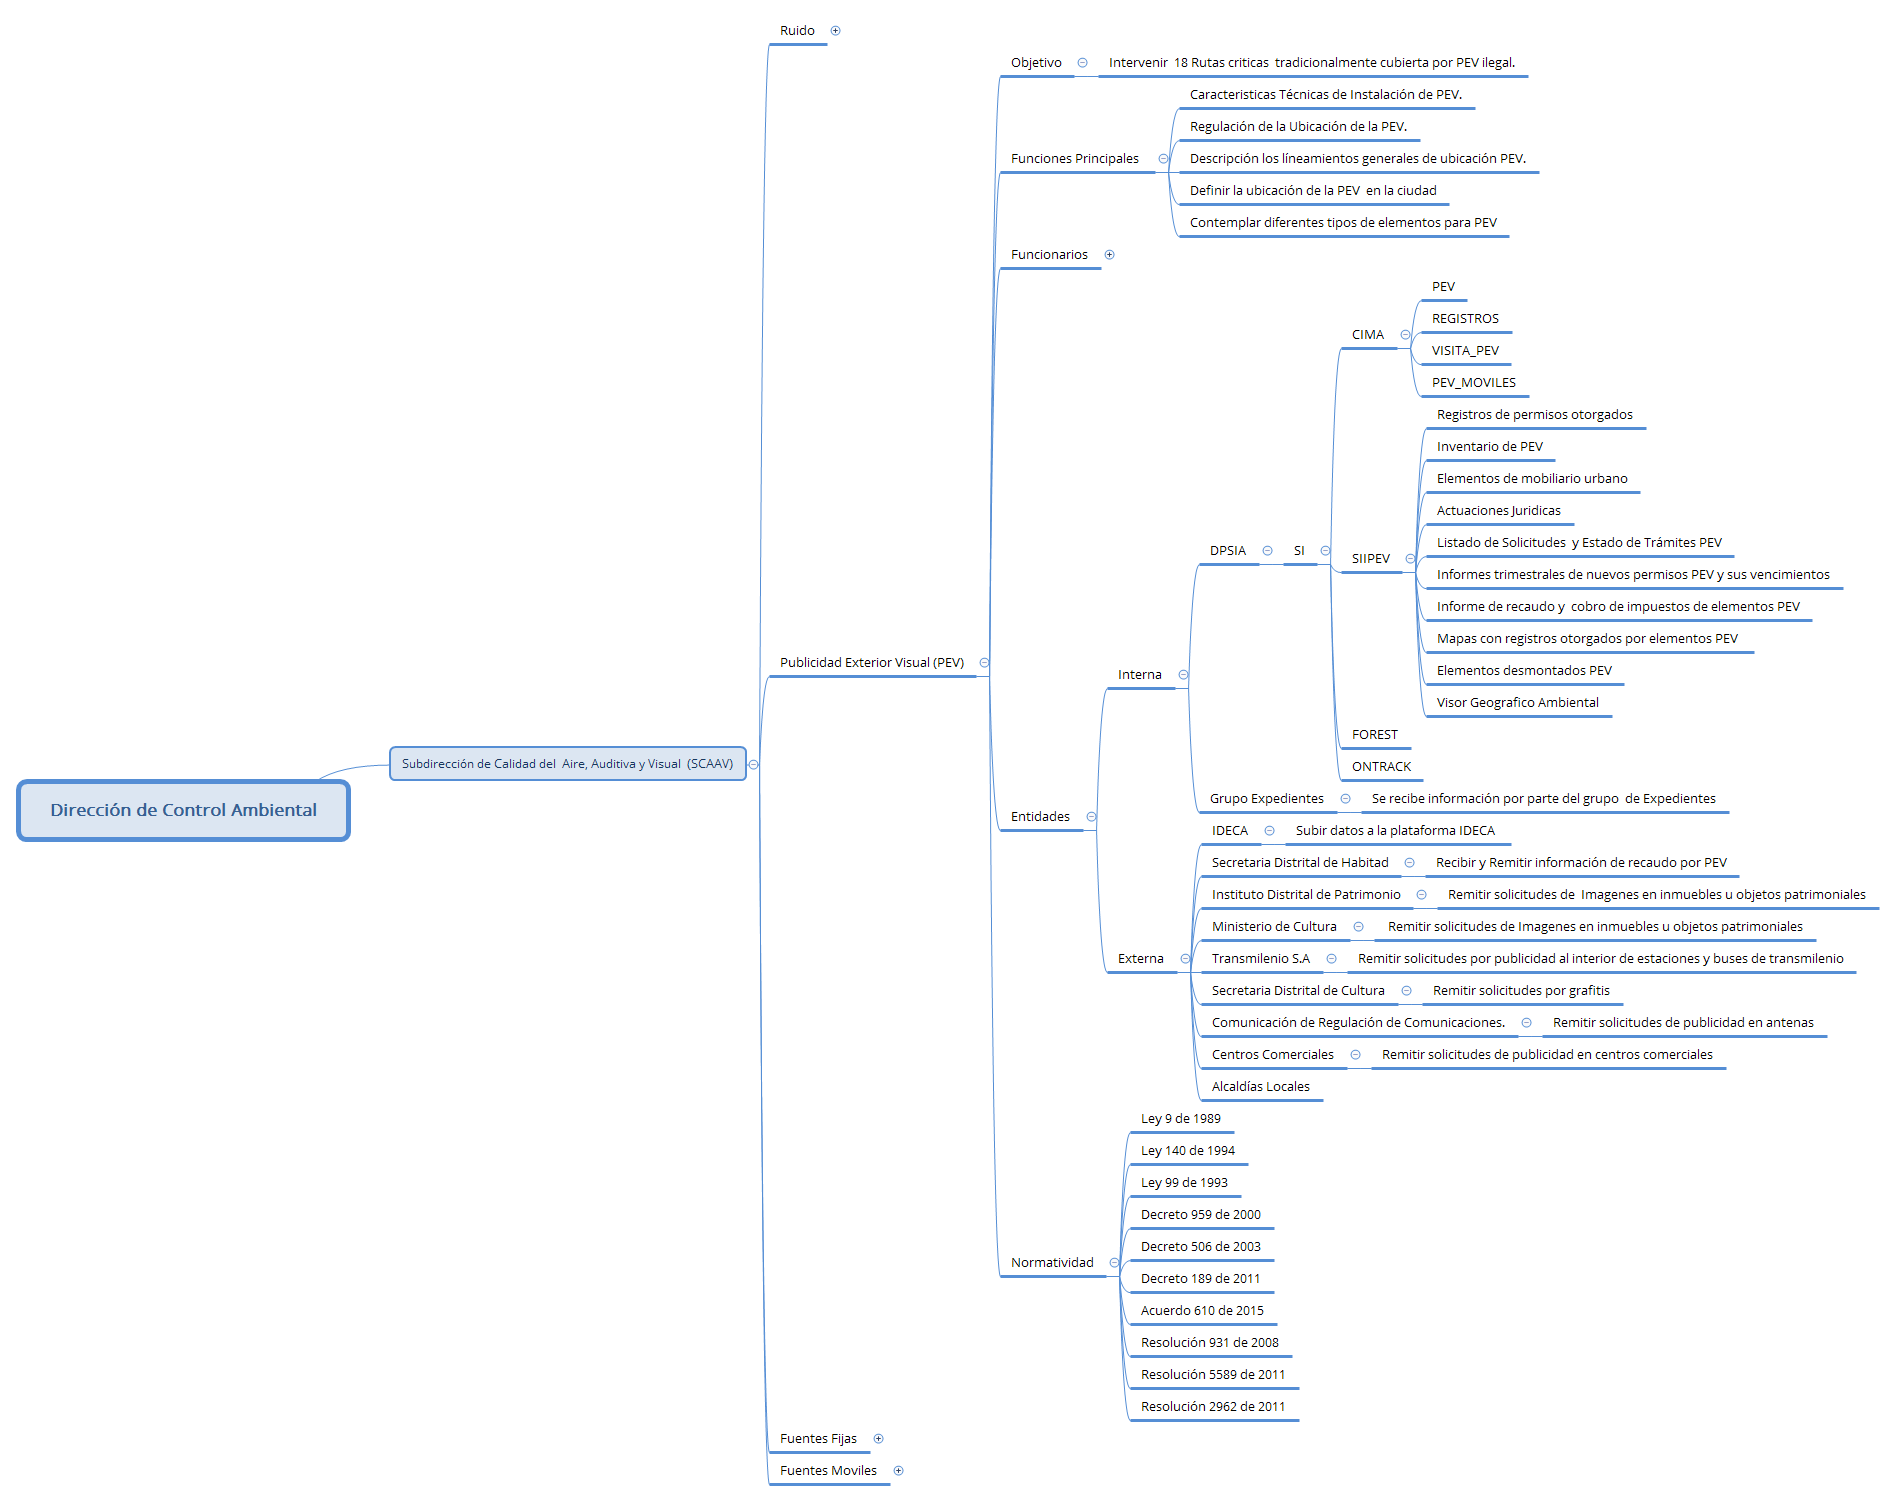 Dirección de Control Ambiental
Subdirección de Calidad del  Aire, Auditiva y Visual  (SCAAV)
Ruido
Publicidad Exterior Visual (PEV)
Objetivo
Intervenir  18 Rutas criticas  tradicionalmente cubierta por PEV ilegal.
Funciones Principales
Caracteristicas Técnicas de Instalación de PEV.
Regulación de la Ubicación de la PEV.
Descripción los líneamientos generales de ubicación PEV.
Definir la ubicación de la PEV  en la ciudad
Contemplar diferentes tipos de elementos para PEV
Funcionarios
Entidades
Interna
DPSIA
SI
CIMA
PEV
REGISTROS
VISITA_PEV
PEV_MOVILES
SIIPEV
Registros de permisos otorgados
Inventario de PEV
Elementos de mobiliario urbano
Actuaciones Juridicas
Listado de Solicitudes  y Estado de Trámites PEV
Informes trimestrales de nuevos permisos PEV y sus vencimientos
Informe de recaudo y  cobro de impuestos de elementos PEV
Mapas con registros otorgados por elementos PEV
Elementos desmontados PEV
Visor Geografico Ambiental
FOREST
ONTRACK
Grupo Expedientes
Se recibe información por parte del grupo  de Expedientes
Externa
IDECA
Subir datos a la plataforma IDECA
Secretaria Distrital de Habitad
Recibir y Remitir información de recaudo por PEV
Instituto Distrital de Patrimonio
Remitir solicitudes de  Imagenes en inmuebles u objetos patrimoniales
Ministerio de Cultura
Remitir solicitudes de Imagenes en inmuebles u objetos patrimoniales
Transmilenio S.A
Remitir solicitudes por publicidad al interior de estaciones y buses de transmilenio
Secretaria Distrital de Cultura
Remitir solicitudes por grafitis
Comunicación de Regulación de Comunicaciones.
Remitir solicitudes de publicidad en antenas
Centros Comerciales
Remitir solicitudes de publicidad en centros comerciales
Alcaldías Locales
Normatividad
Ley 9 de 1989
Ley 140 de 1994
Ley 99 de 1993
Decreto 959 de 2000
Decreto 506 de 2003
Decreto 189 de 2011
Acuerdo 610 de 2015
Resolución 931 de 2008
Resolución 5589 de 2011
Resolución 2962 de 2011
Fuentes Fijas
Fuentes Moviles